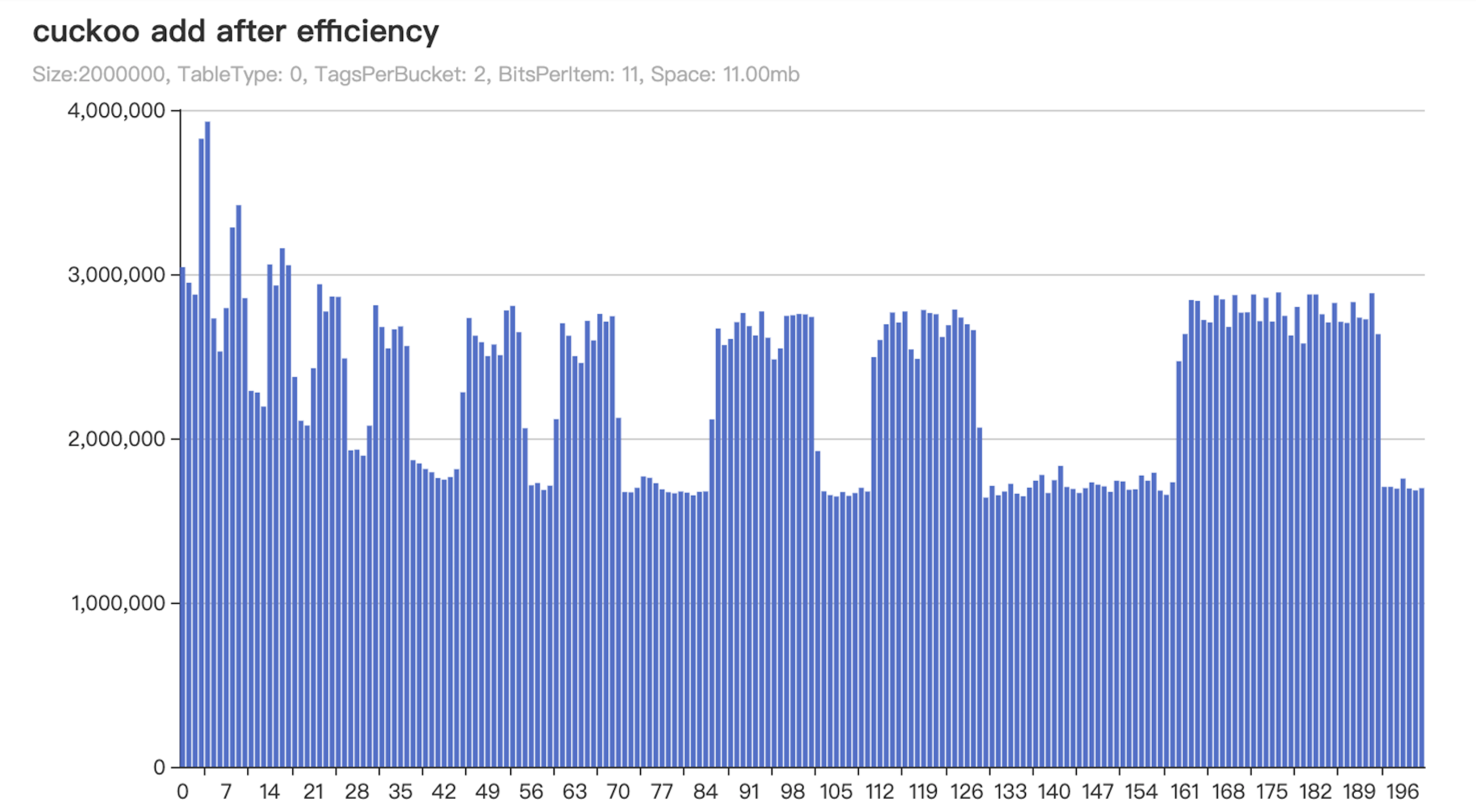 cuckoo add after efficiency
Size:2000000, TableType: 0, TagsPerBucket: 2, BitsPerItem: 11, Space: 11.00mb
4,000,000
3,000,000
2,000,000
1,000,000
0
0 7 14 21 28 35 42 49 56 63 70 77 84 91 98 105 112 119 126 133 140 147 154 161 168 175 182 189 196